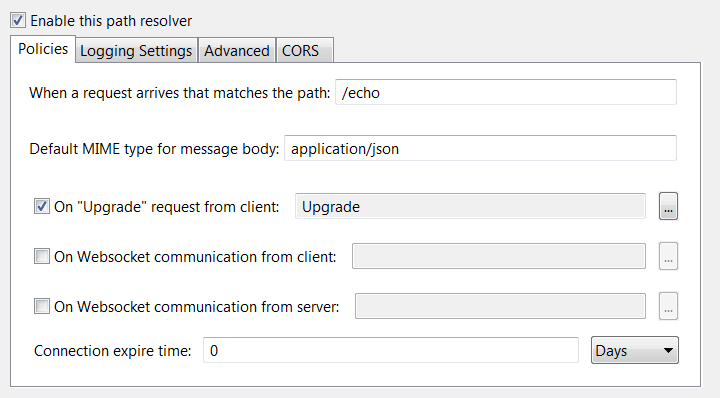 Enable this path resolver
Policies Logging Settings Advanced CORS
When a request arrives that matches the path: /echo
Default MIME type for message body: application/json
On "Upgrade" request from client: Upgrade ...
On Websocket communication from client: ...
On Websocket communication from server: ...
Connection expire time: 0 Days